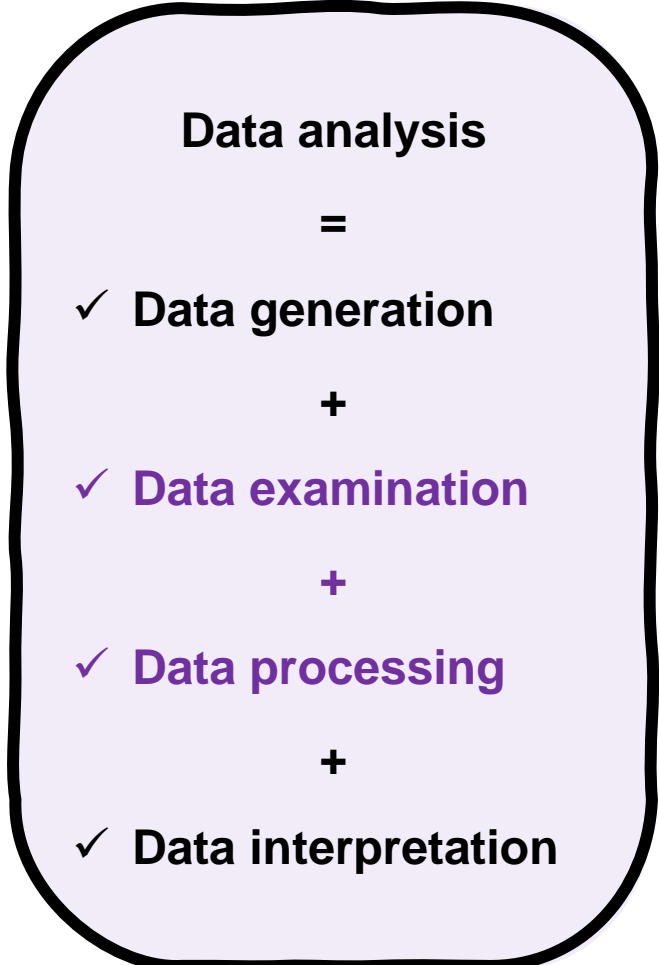 Data analysis
=
✓ Data generation
+
✓ Data examination
+
✓ Data processing
+
✓ Data interpretation